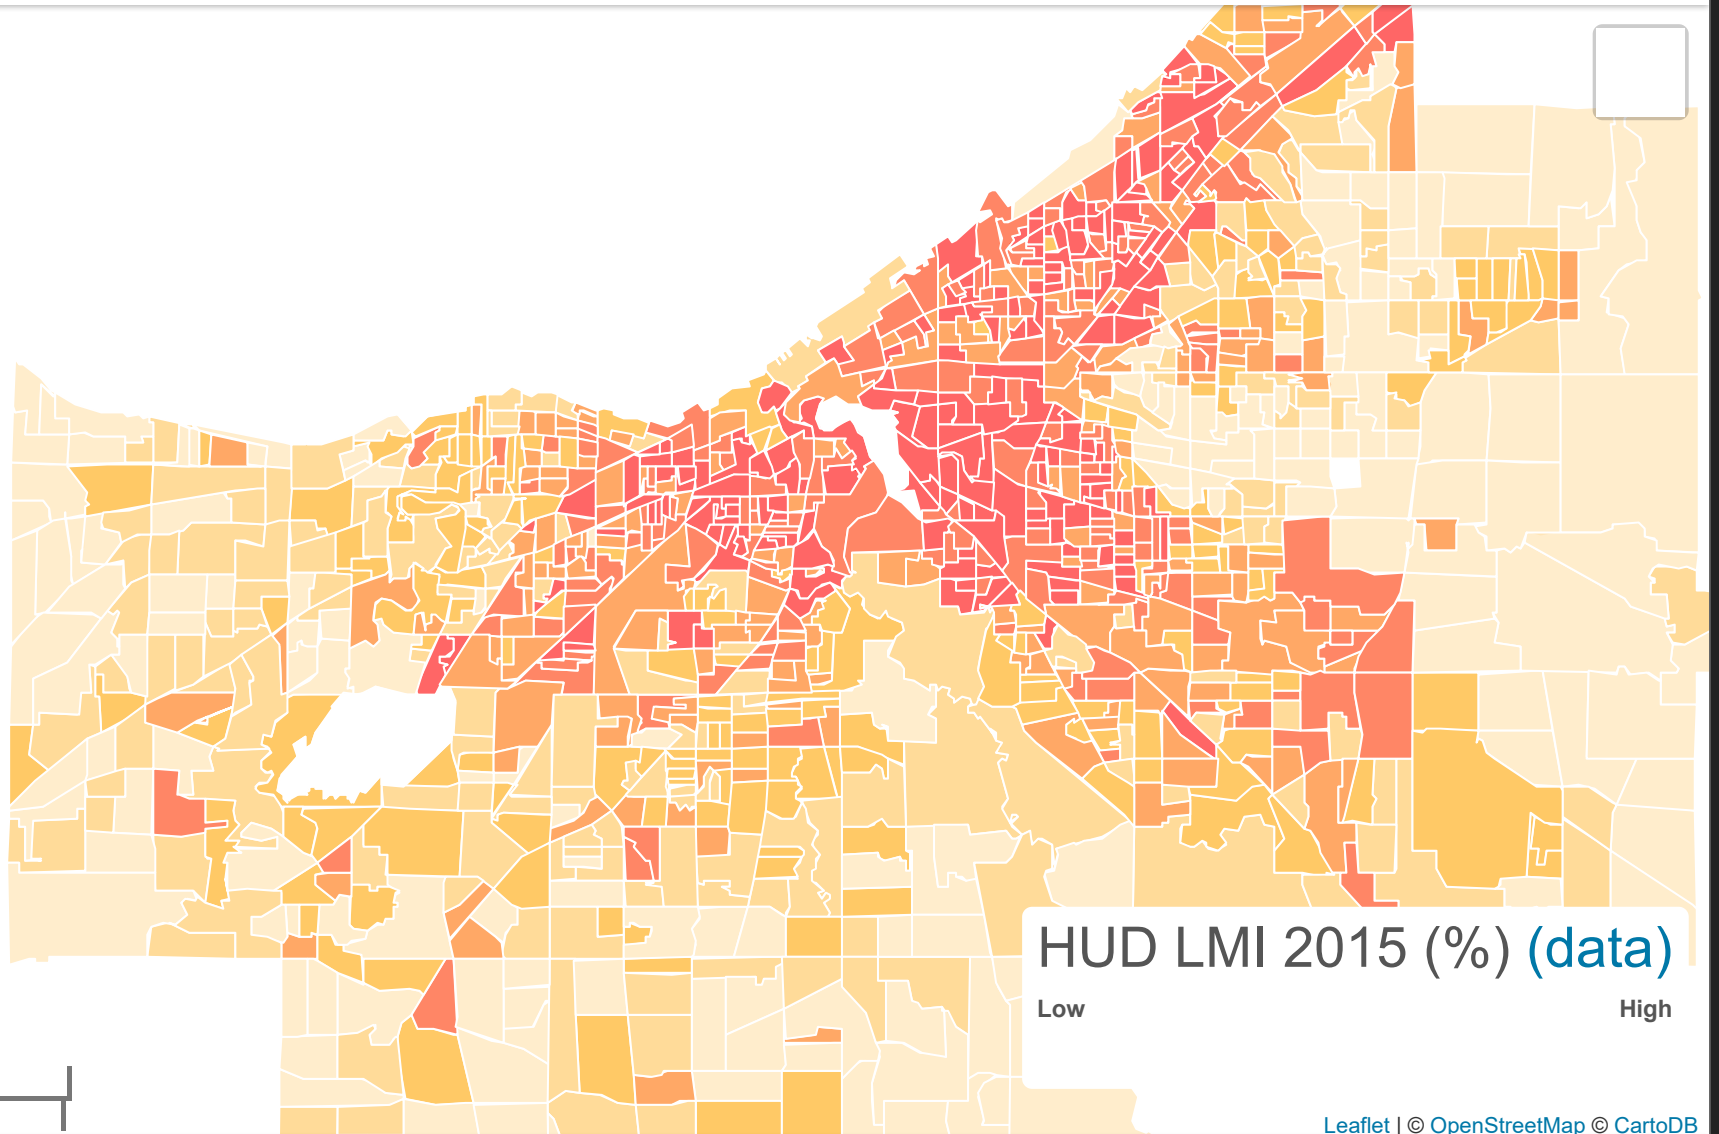 HUD LMI 2015 (%) (data)
Low High
Leaflet | © OpenStreetMap © CartoDB